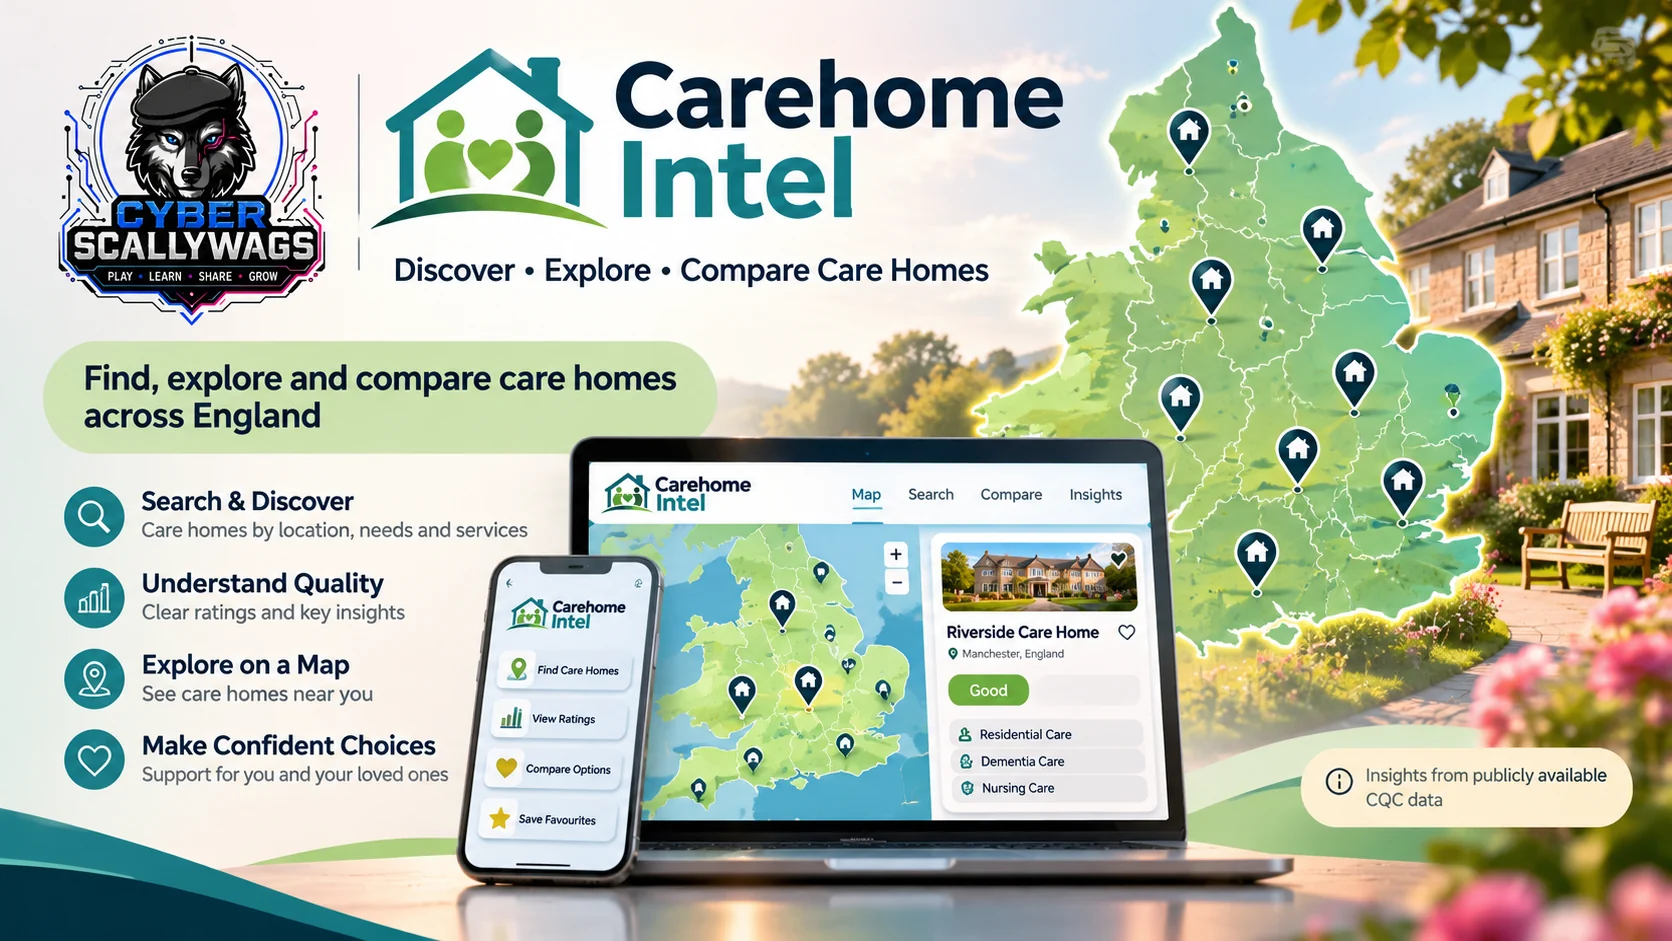 CYBER
SCALLYWAGS
PLAY • LEARN • SHARE • GROW
Carehome
Intel
Discover • Explore • Compare Care Homes
Find, explore and compare care homes
across England
Search & Discover
Care homes by location, needs and services
Understand Quality
Clear ratings and key insights
Explore on a Map
See care homes near you
Make Confident Choices
Support for you and your loved ones
Carehome
Intel
Find Care Homes
View Ratings
Compare Options
Save Favourites
Carehome
Intel
Map
Search
Compare
Insights
+
−
Riverside Care Home
Manchester, England
Good
Residential Care
Dementia Care
Nursing Care
Insights from publicly available
CQC data